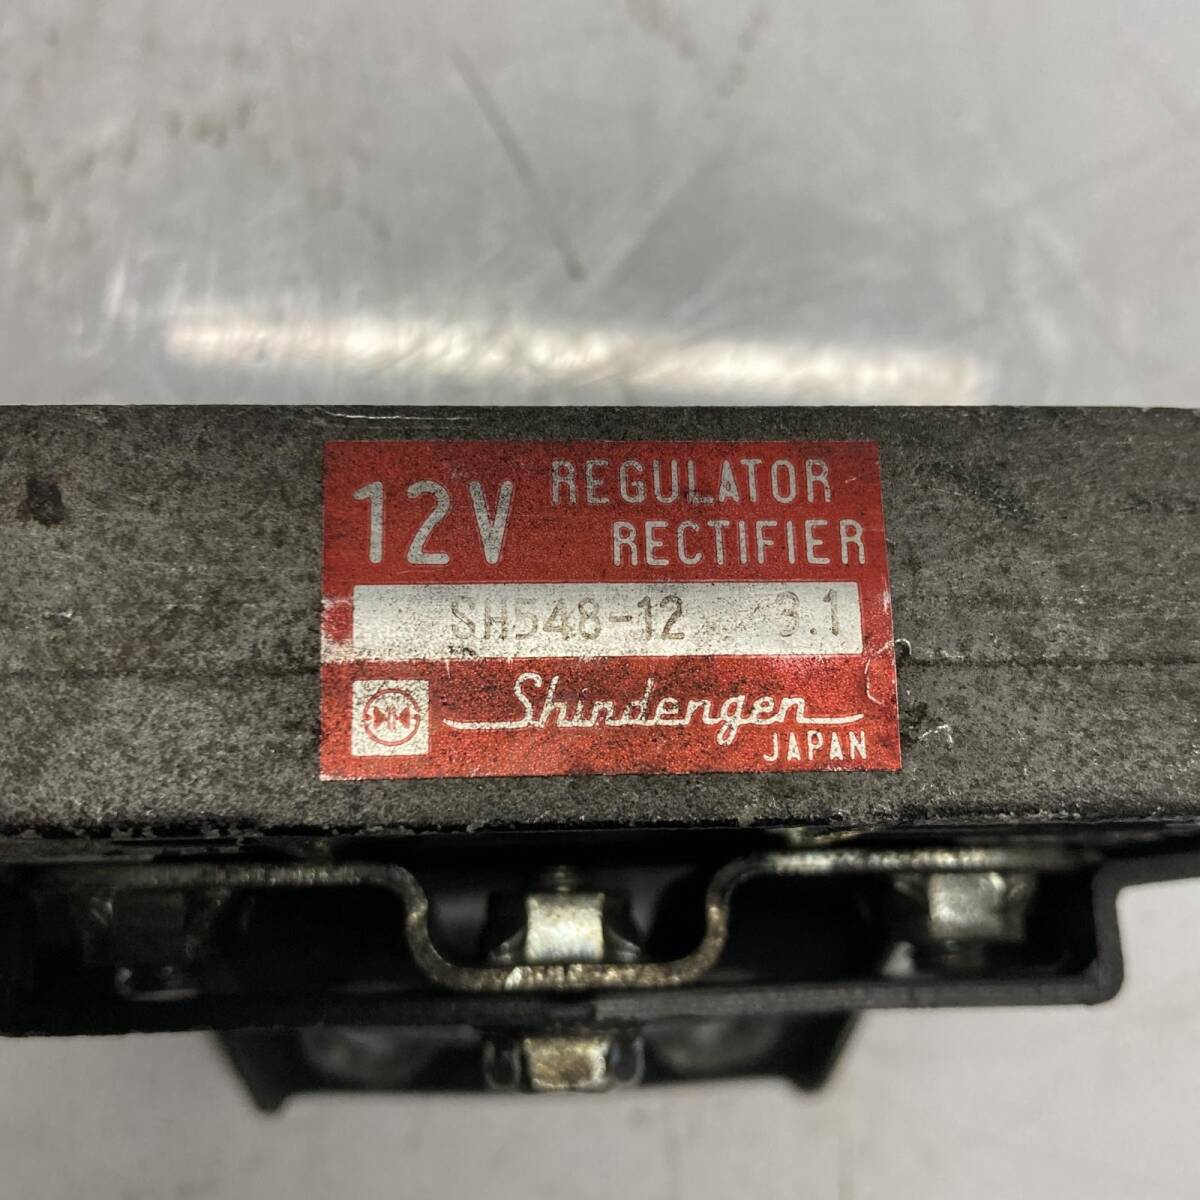 12V REGULATOR
RECTIFIER
SH548-12 3.1
Shindengen
JAPAN